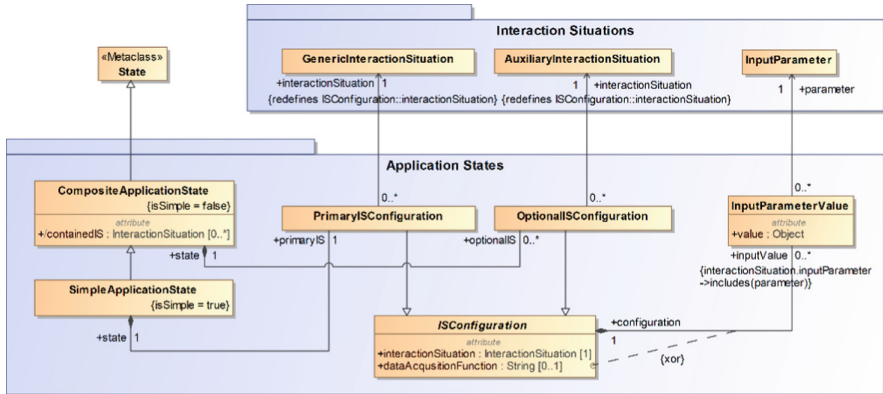 Interaction Situations
«Metaclass»
State
GenericInteractionSituation
AuxiliaryInteractionSituation
InputParameter
+interactionSituation 1
1 +interactionSituation
1 +parameter
{redefines ISConfiguration::interactionSituation}
{redefines ISConfiguration::interactionSituation}
Application States
CompositeApplicationState
{isSimple = false}
attribute
+/containedIS : InteractionSituation [0..*]
0..*
PrimaryISConfiguration
0..*
OptionalISConfiguration
0..*
InputParameterValue
attribute
+value : Object
+state 1
+primaryIS 1
+optionalIS 0..*
+inputValue 0..*
{interactionSituation.inputParameter
->includes(parameter)}
SimpleApplicationState
{isSimple = true}
+state 1
ISConfiguration
attribute
+interactionSituation : InteractionSituation [1]
+dataAcqusitionFunction : String [0..1]
+configuration
1
{xor}